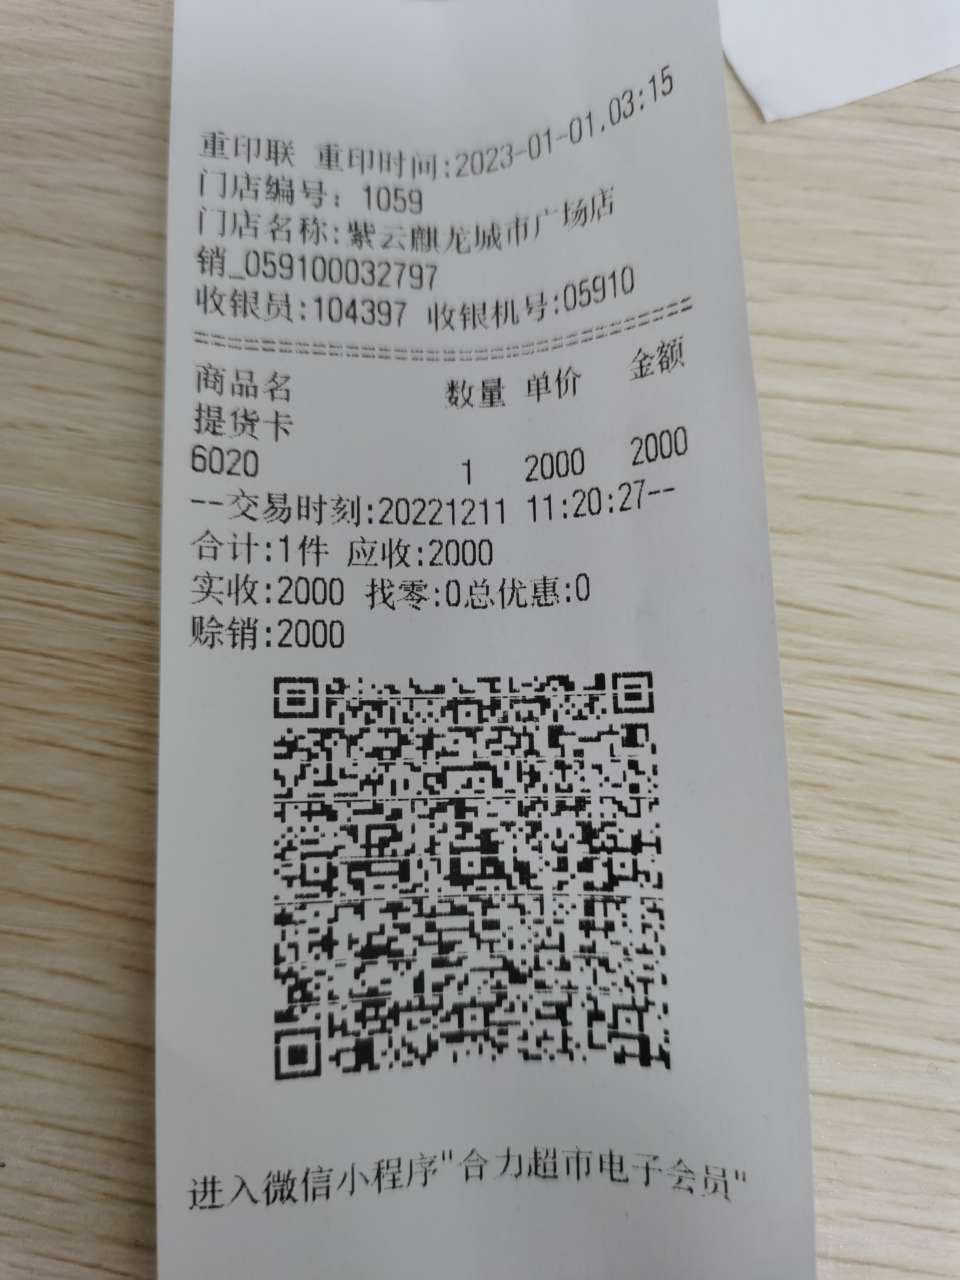 重印联 重印时间:2023-01-01.03:15
门店编号: 1059
门店名称:紫云麒龙城市广场店
销_059100032797
收银员:104397 收银机号:05910
==============================
商品名 数量 单价 金额
提货卡
6020 1 2000 2000
--交易时刻:20221211 11:20:27--
合计:1件 应收:2000
实收:2000 找零:0总优惠:0
赊销:2000
进入微信小程序"合力超市电子会员"